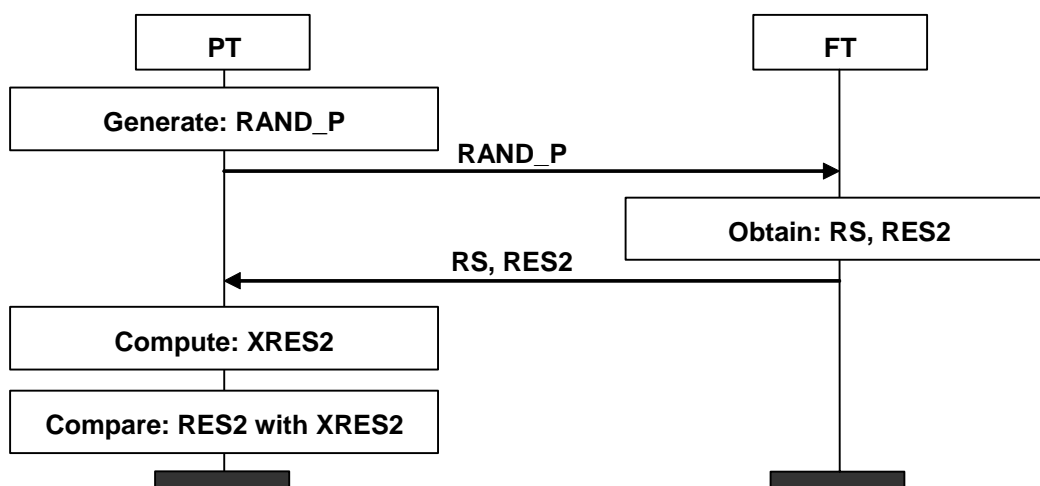 PT
FT
Generate: RAND_P
RAND_P
Obtain: RS, RES2
RS, RES2
Compute: XRES2
Compare: RES2 with XRES2